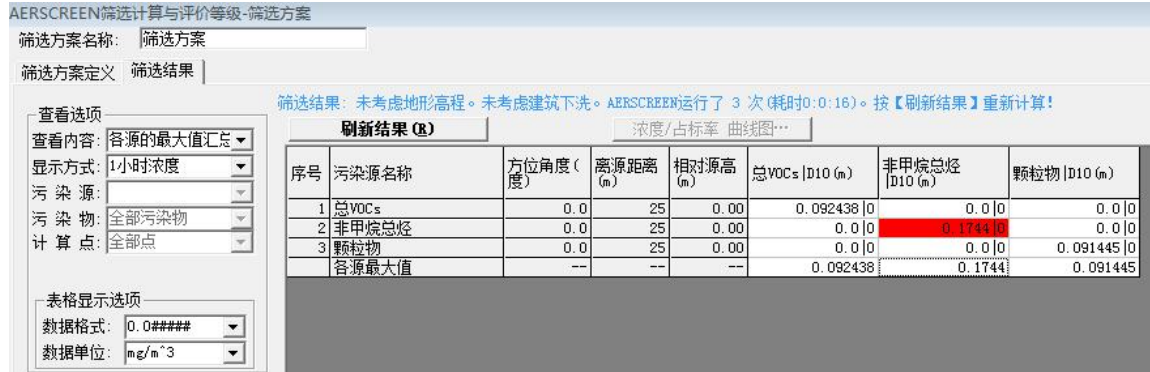 AERSCREEN筛选计算与评价等级-筛选方案
筛选方案名称: 筛选方案
筛选方案定义 筛选结果
筛选结果: 未考虑地形高程。未考虑建筑下洗。AERSCREEN运行了 3 次(耗时0:0:16)。按【刷新结果】重新计算!
查看选项
刷新结果(R) 浓度/占标率 曲线图…
查看内容: 各源的最大值汇总
显示方式: 1小时浓度
污 染 源:
污 染 物: 全部污染物
计 算 点: 全部点
序号 污染源名称 方位角度(度) 离源距离(m) 相对源高(m) 总VOCs|D10(m) 非甲烷总烃|D10(m) 颗粒物|D10(m)
1 总VOCs 0.0 25 0.00 0.092438|0 0.0|0 0.0|0
2 非甲烷总烃 0.0 25 0.00 0.0|0 0.1744|0 0.0|0
3 颗粒物 0.0 25 0.00 0.0|0 0.0|0 0.091445|0
各源最大值 -- -- -- 0.092438 0.1744 0.091445
表格显示选项
数据格式: 0.0#####
数据单位: mg/m^3